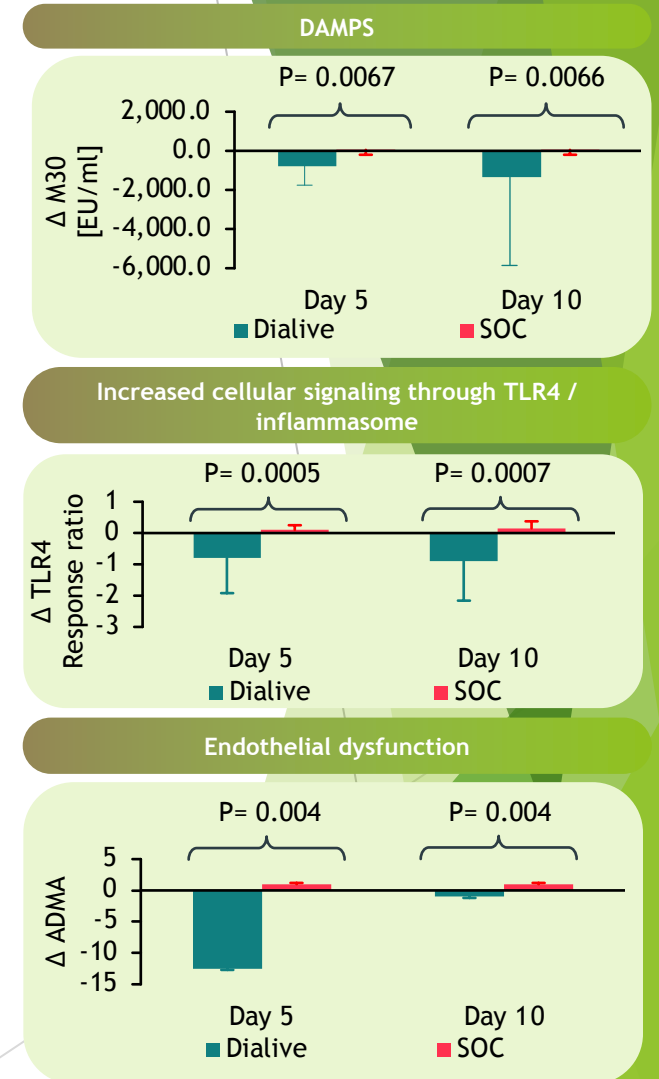 DAMPS
P= 0.0067
P= 0.0066
Δ M30
[EU/ml]
2,000.0
0.0
-2,000.0
-4,000.0
-6,000.0
Day 5
Day 10
Dialive
SOC
Increased cellular signaling through TLR4 /
inflammasome
P= 0.0005
P= 0.0007
Δ TLR4
Response ratio
1
0
-1
-2
-3
Day 5
Day 10
Dialive
SOC
Endothelial dysfunction
P= 0.004
P= 0.004
Δ ADMA
5
0
-5
-10
-15
Day 5
Day 10
Dialive
SOC